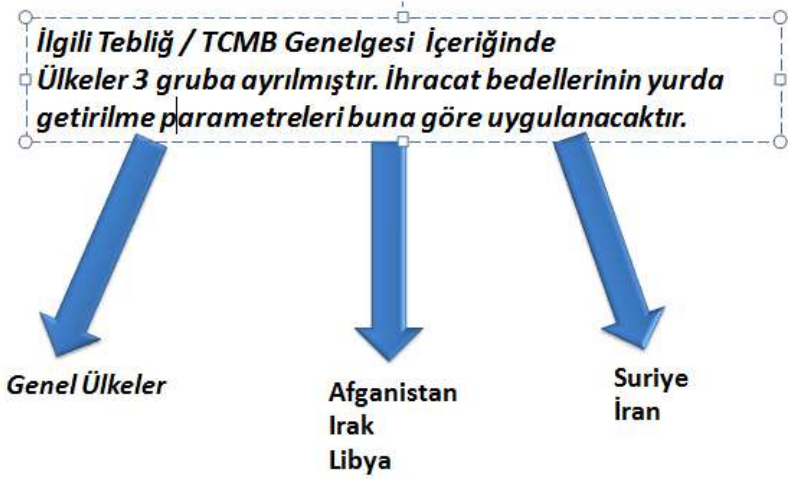 İlgili Tebliğ / TCMB Genelgesi İçeriğinde
Ülkeler 3 gruba ayrılmıştır. İhracat bedellerinin yurda
getirilme parametreleri buna göre uygulanacaktır.
Genel Ülkeler
Afganistan
Irak
Libya
Suriye
İran